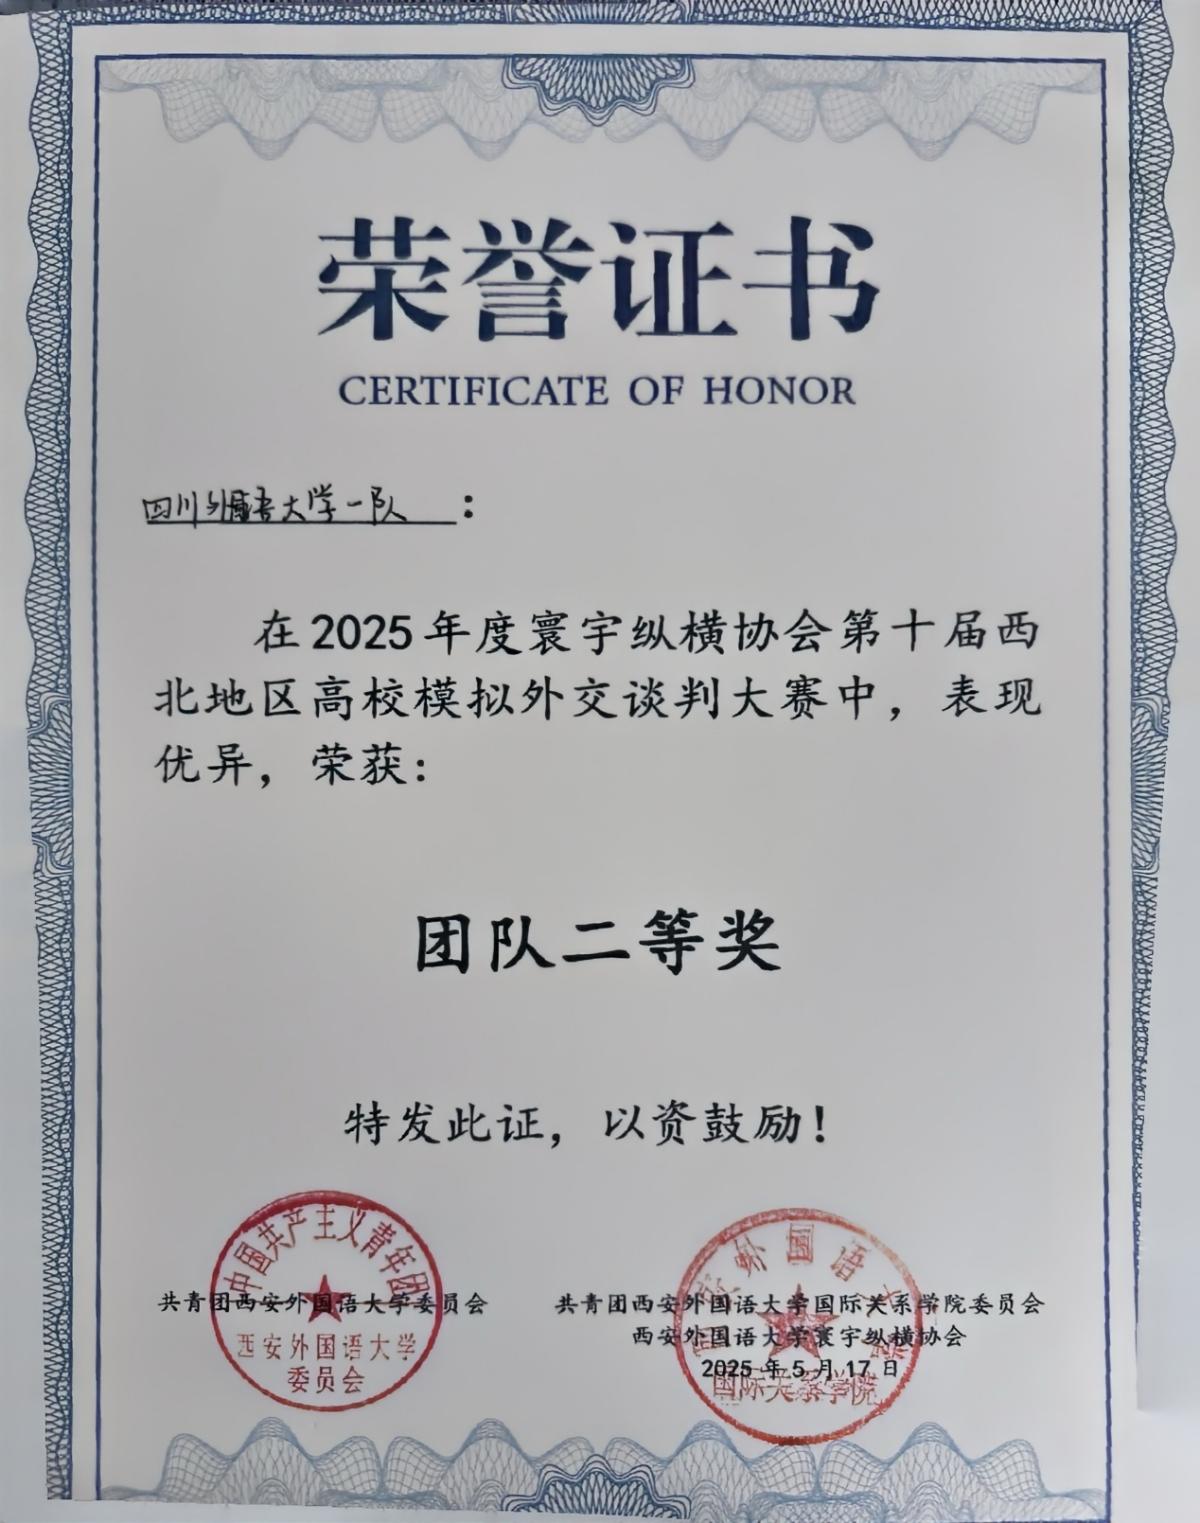 荣誉证书
CERTIFICATE OF HONOR
四川外国语大学一队：
在2025年度寰宇纵横协会第十届西
北地区高校模拟外交谈判大赛中，表现
优异，荣获：
团队二等奖
特发此证，以资鼓励！
中国共产主义青年团
共青团西安外国语大学委员会
西安外国语大学
委员会
共青团西安外国语大学国际关系学院委员会
西安外国语大学寰宇纵横协会
2025年5月17日
国际关系学院